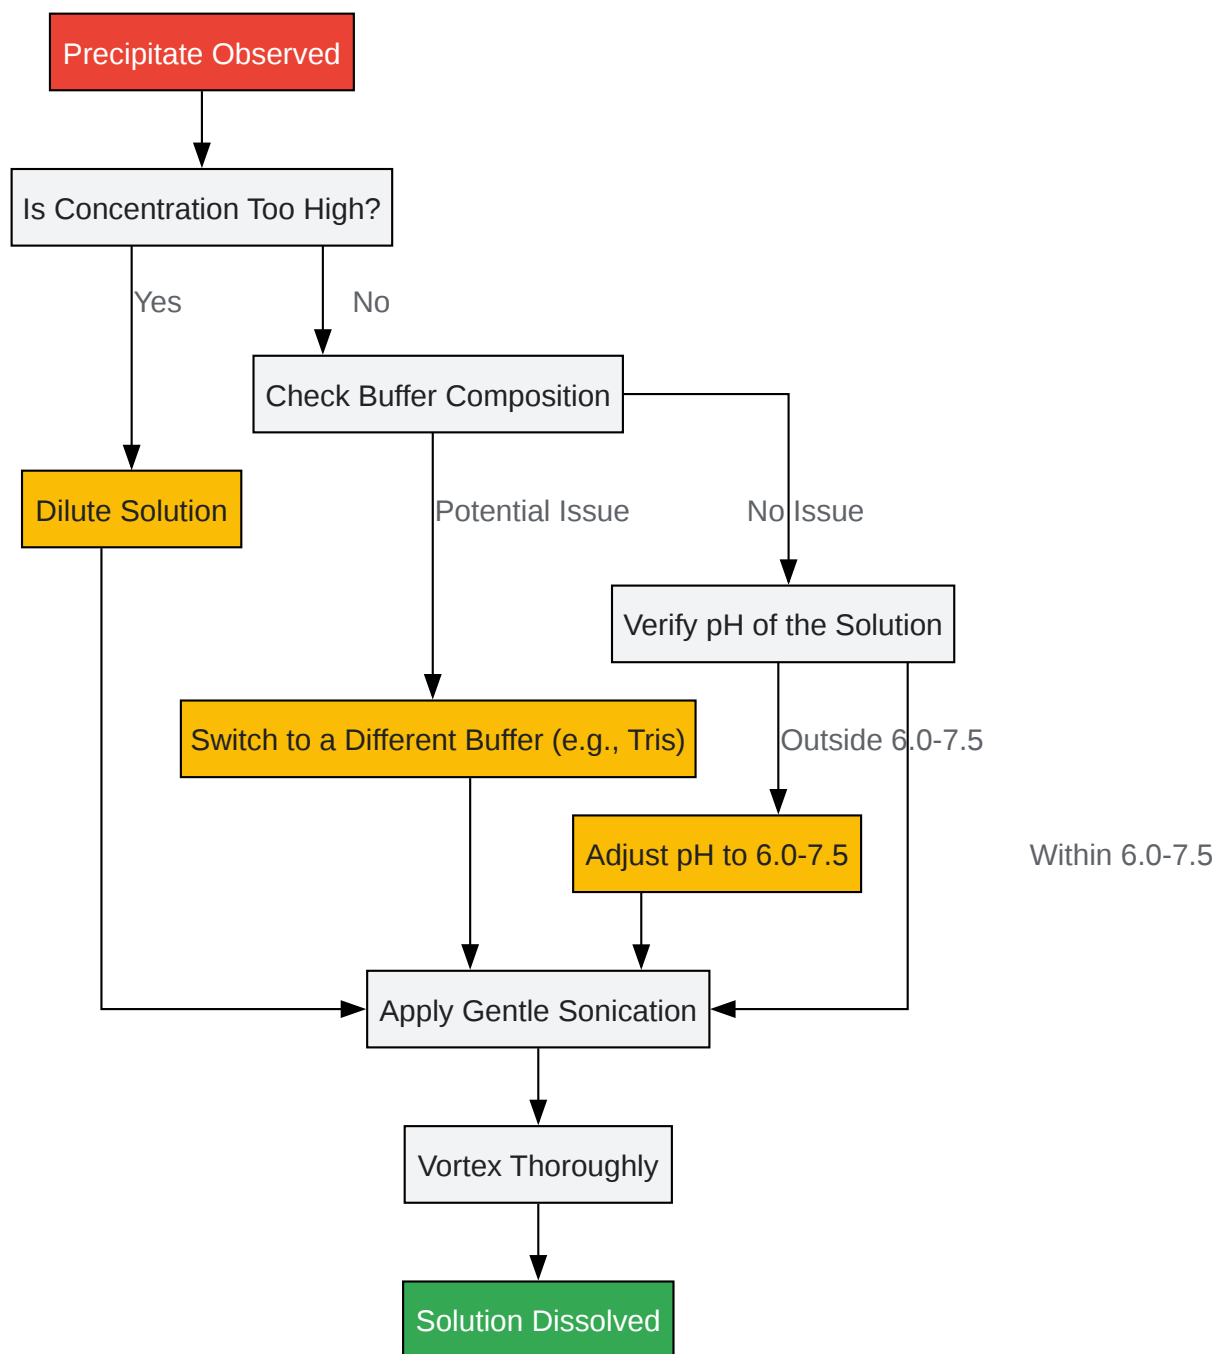 Precipitate Observed
Is Concentration Too High?
Yes
No
Check Buffer Composition
Dilute Solution
Potential Issue
No Issue
Verify pH of the Solution
Switch to a Different Buffer (e.g., Tris)
Outside 6.0-7.5
Adjust pH to 6.0-7.5
Within 6.0-7.5
Apply Gentle Sonication
Vortex Thoroughly
Solution Dissolved